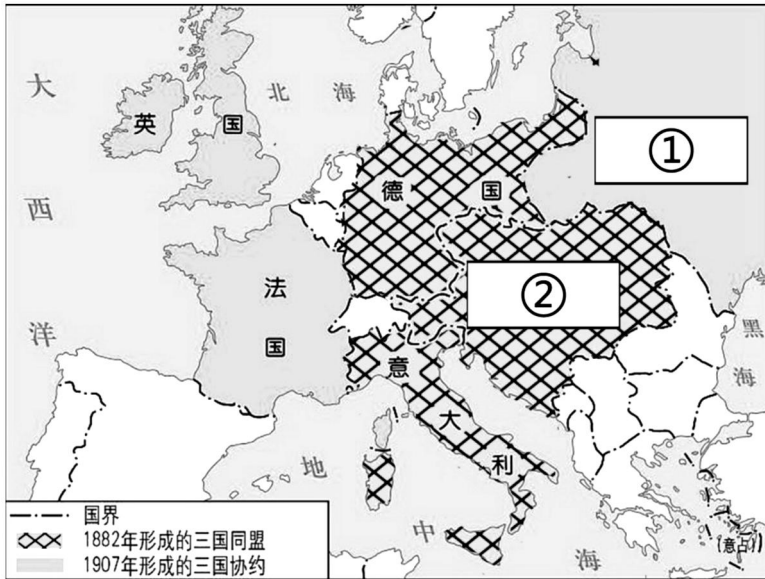 大
西
洋
北 海
英 国
①
德 国
②
法
国
意
大
利
黑
海
地
中
海
(意占)
国界
1882年形成的三国同盟
1907年形成的三国协约